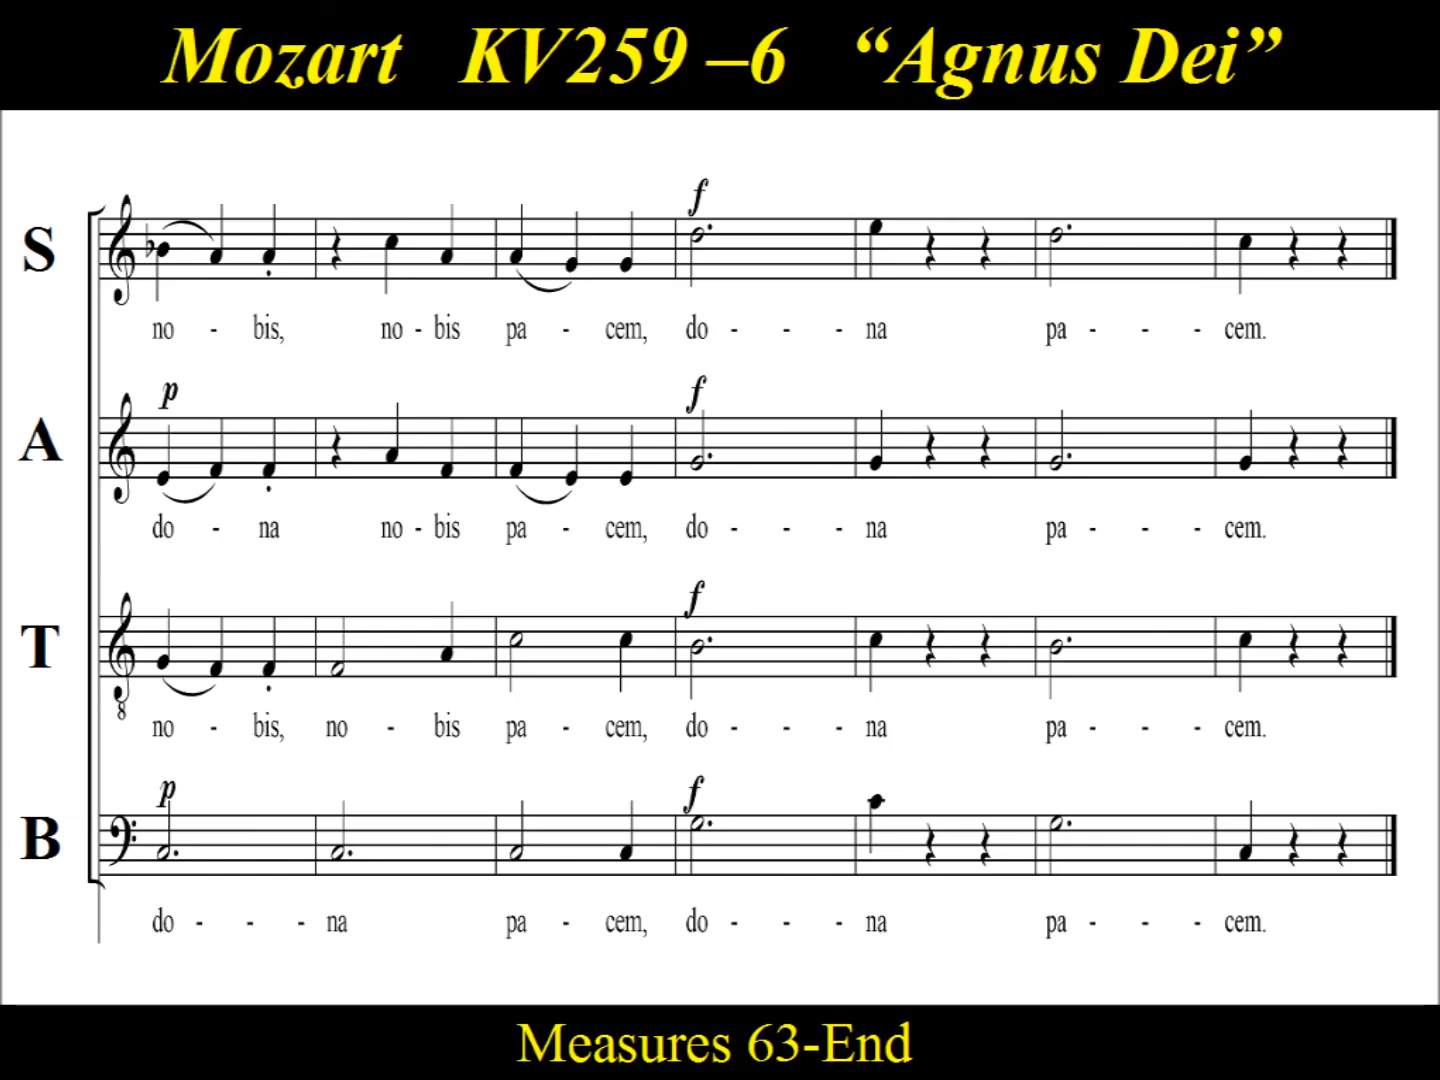 Mozart KV259 –6 “Agnus Dei”
f
S
no - bis, no - bis pa - cem, do - - - na pa - - - cem.
p f
A
do - na no - bis pa - cem, do - - - na pa - - - cem.
f
T
8
no - bis, no - bis pa - cem, do - - - na pa - - - cem.
p f
B
do - - - na pa - cem, do - - - na pa - - - cem.
Measures 63-End